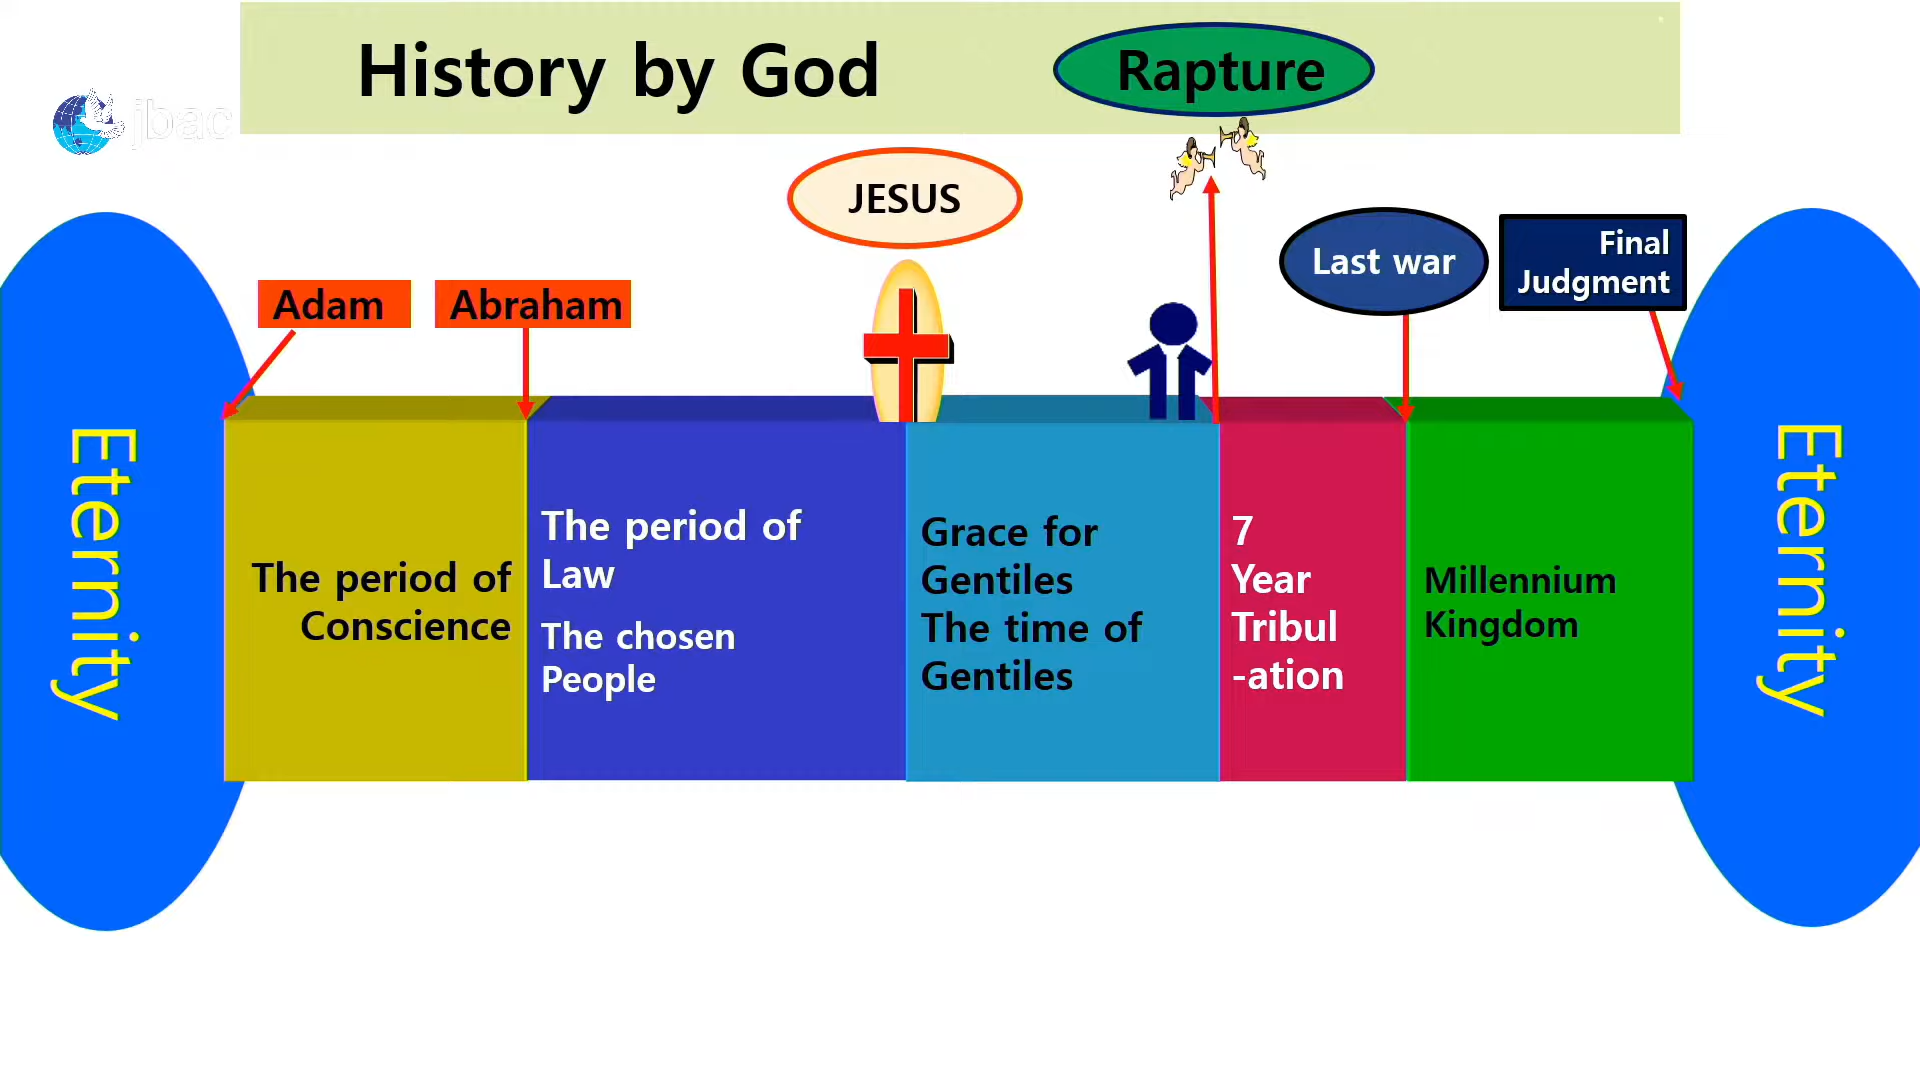 History by God
Rapture
jbac
JESUS
Last war
Final
Judgment
Adam
Abraham
Eternity
The period of
Conscience
The period of
Law
The chosen
People
Grace for
Gentiles
The time of
Gentiles
7
Year
Tribul
-ation
Millennium
Kingdom
Eternity